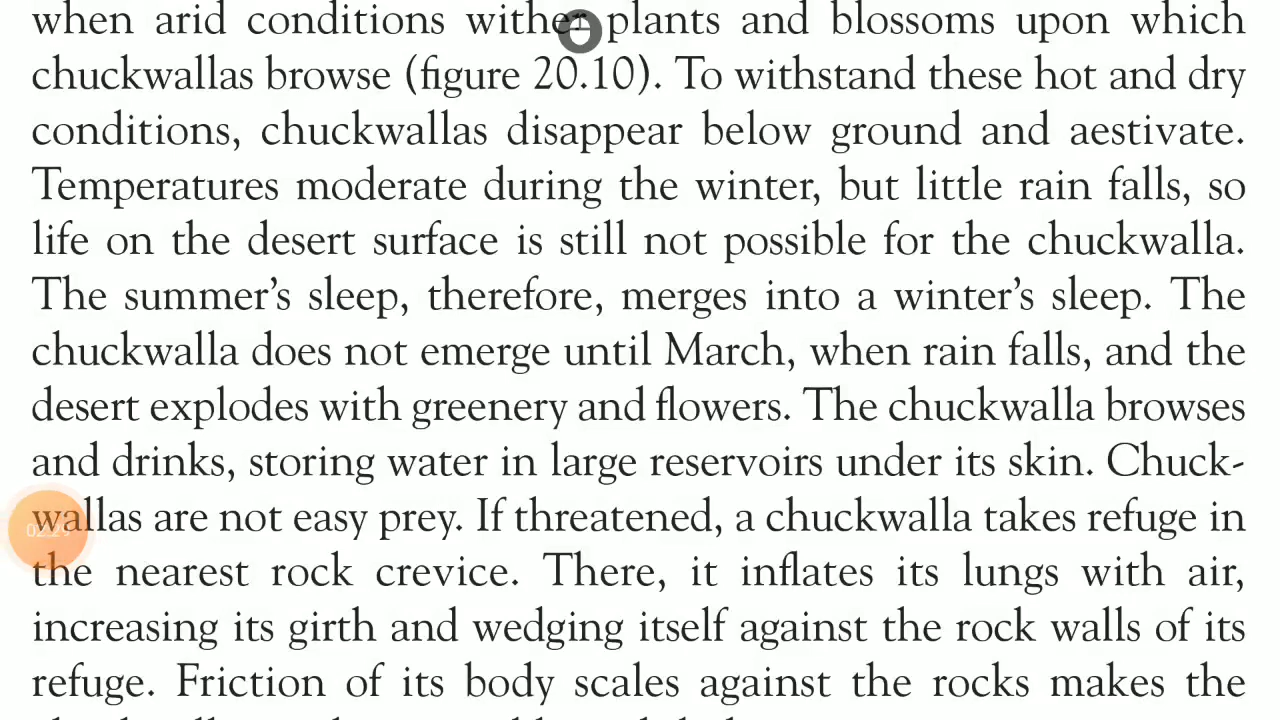 when arid conditions wither plants and blossoms upon which
chuckwallas browse (figure 20.10). To withstand these hot and dry
conditions, chuckwallas disappear below ground and aestivate.
Temperatures moderate during the winter, but little rain falls, so
life on the desert surface is still not possible for the chuckwalla.
The summer's sleep, therefore, merges into a winter's sleep. The
chuckwalla does not emerge until March, when rain falls, and the
desert explodes with greenery and flowers. The chuckwalla browses
and drinks, storing water in large reservoirs under its skin. Chuck-
wallas are not easy prey. If threatened, a chuckwalla takes refuge in
the nearest rock crevice. There, it inflates its lungs with air,
increasing its girth and wedging itself against the rock walls of its
refuge. Friction of its body scales against the rocks makes the